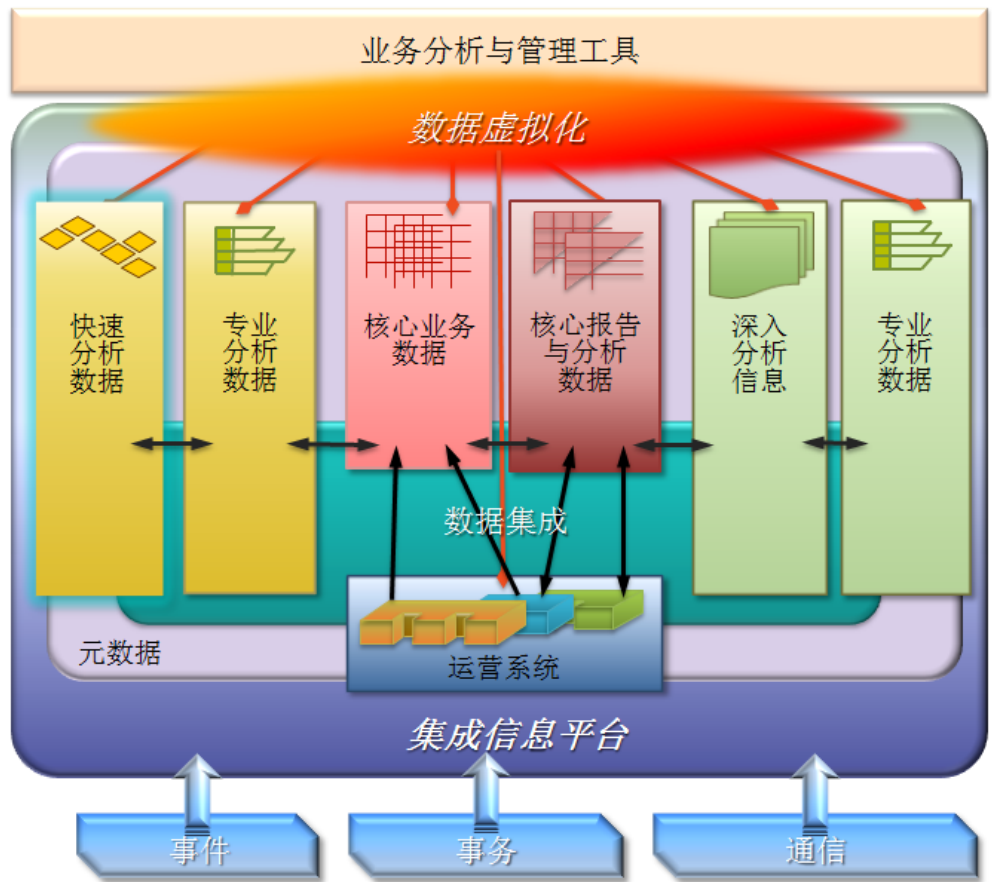 业务分析与管理工具
数据虚拟化
快速
分析
数据
专业
分析
数据
核心业务
数据
核心报告
与分析
数据
深入
分析
信息
专业
分析
数据
数据集成
元数据
运营系统
集成信息平台
事件
事务
通信